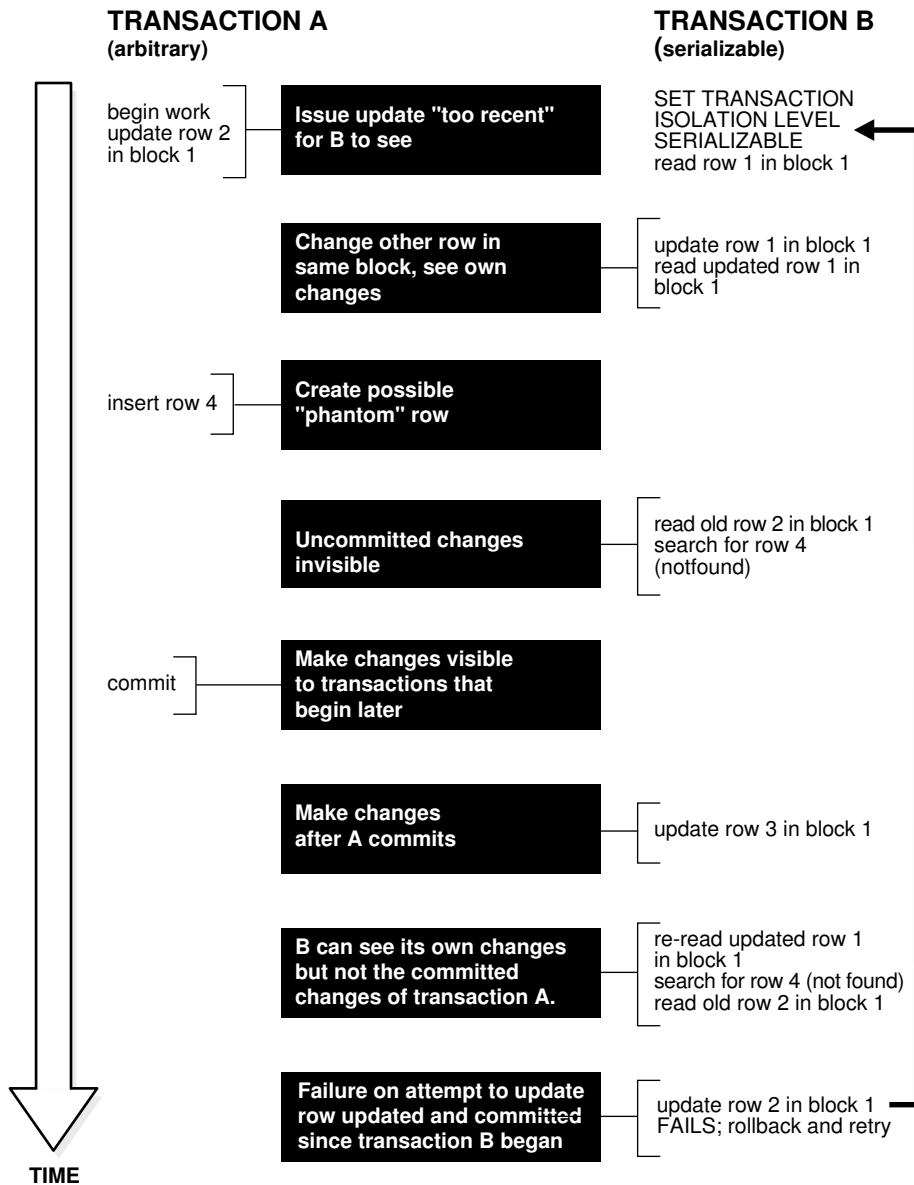 TRANSACTION A
(arbitrary)
TRANSACTION B
(serializable)
begin work
update row 2
in block 1
Issue update "too recent"
for B to see
SET TRANSACTION
ISOLATION LEVEL
SERIALIZABLE
read row 1 in block 1
Change other row in
same block, see own
changes
update row 1 in block 1
read updated row 1 in
block 1
insert row 4
Create possible
"phantom" row
Uncommitted changes
invisible
read old row 2 in block 1
search for row 4
(notfound)
commit
Make changes visible
to transactions that
begin later
Make changes
after A commits
update row 3 in block 1
B can see its own changes
but not the committed
changes of transaction A.
re-read updated row 1
in block 1
search for row 4 (not found)
read old row 2 in block 1
Failure on attempt to update
row updated and committed
since transaction B began
update row 2 in block 1
FAILS; rollback and retry
TIME